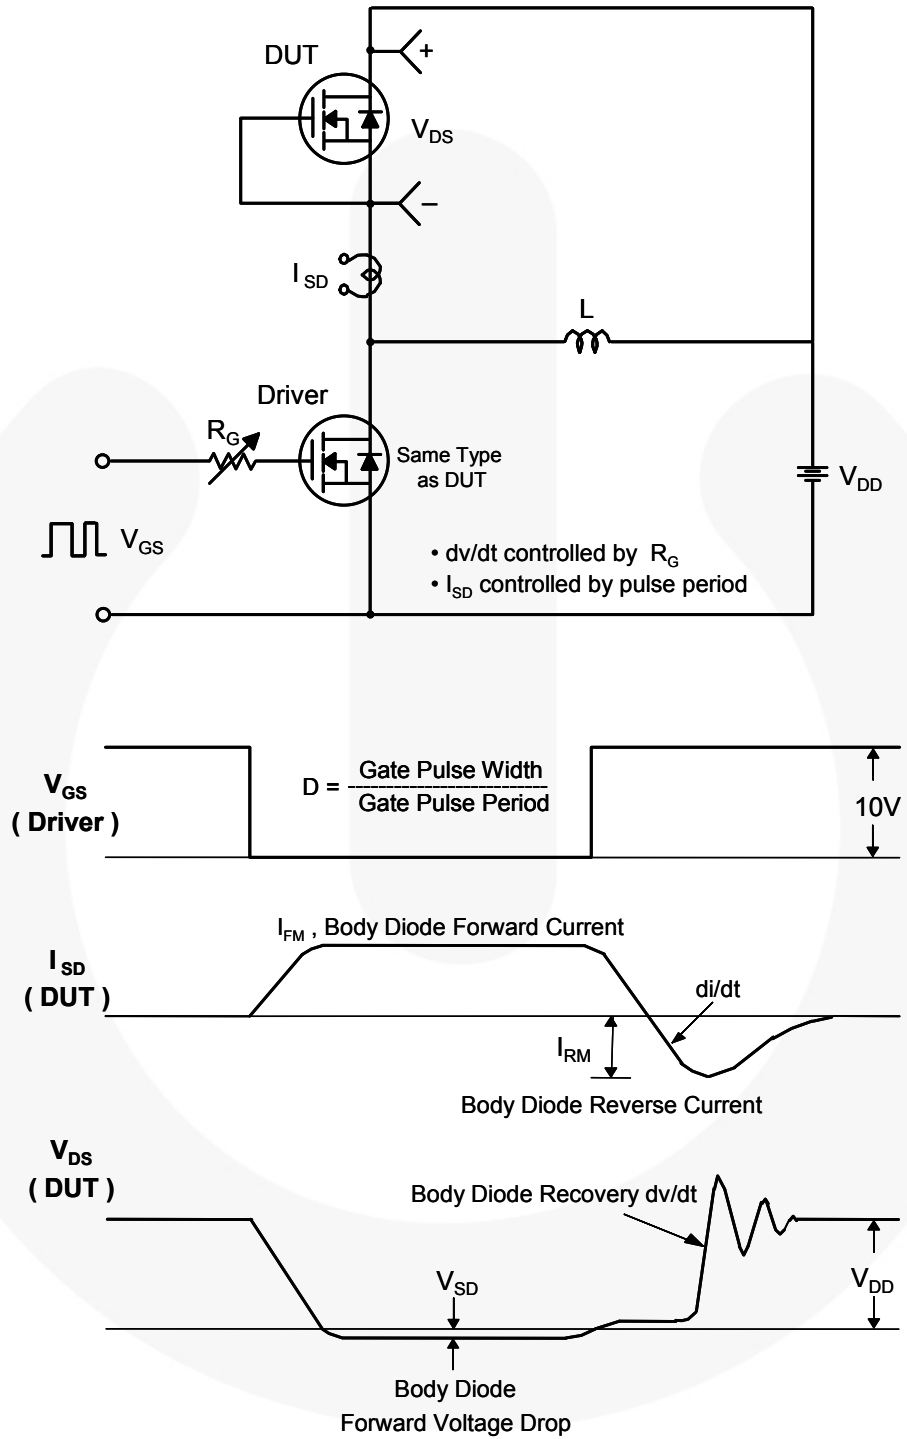 DUT
+
V_DS
−
I_SD
L
Driver
R_G
Same Type
as DUT
V_DD
V_GS
• dv/dt controlled by R_G
• I_SD controlled by pulse period
V_GS
( Driver )
D = Gate Pulse Width
Gate Pulse Period
10V
I_FM , Body Diode Forward Current
I_SD
( DUT )
di/dt
I_RM
Body Diode Reverse Current
V_DS
( DUT )
Body Diode Recovery dv/dt
V_SD
V_DD
Body Diode
Forward Voltage Drop